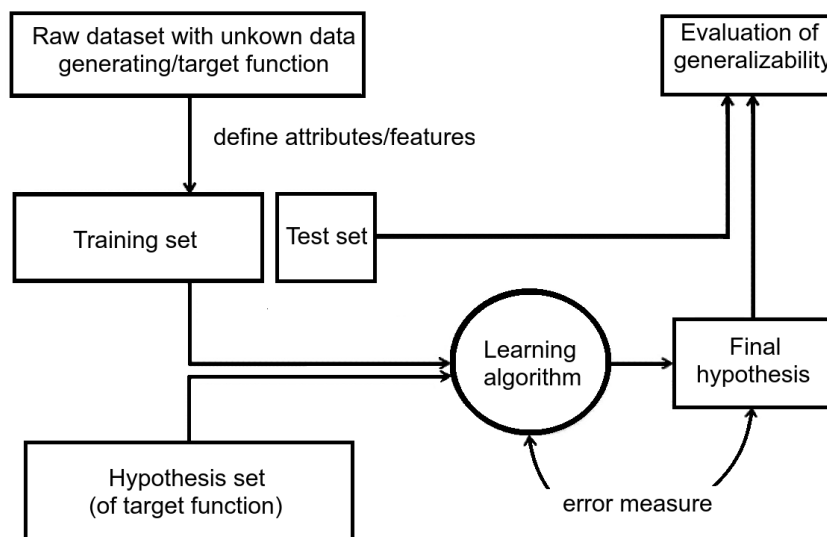 Raw dataset with unkown data
generating/target function
Evaluation of
generalizability
define attributes/features
Training set
Test set
Learning
algorithm
Final
hypothesis
Hypothesis set
(of target function)
error measure